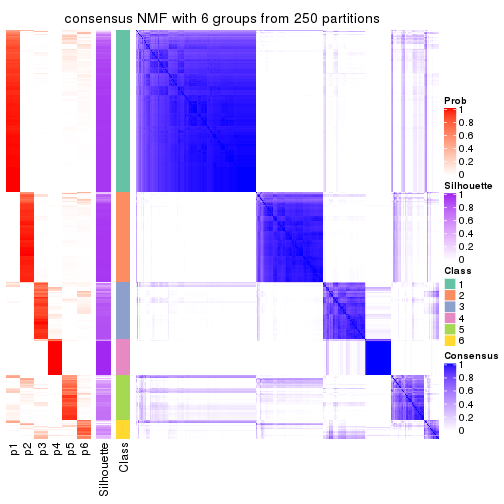 consensus NMF with 6 groups from 250 partitions
Prob
1
0.8
0.6
0.4
0.2
0
Silhouette
1
0.8
0.6
0.4
0.2
0
Class
1
2
3
4
5
6
Consensus
1
0.8
0.6
0.4
0.2
0
p1
p2
p3
p4
p5
p6
Silhouette
Class